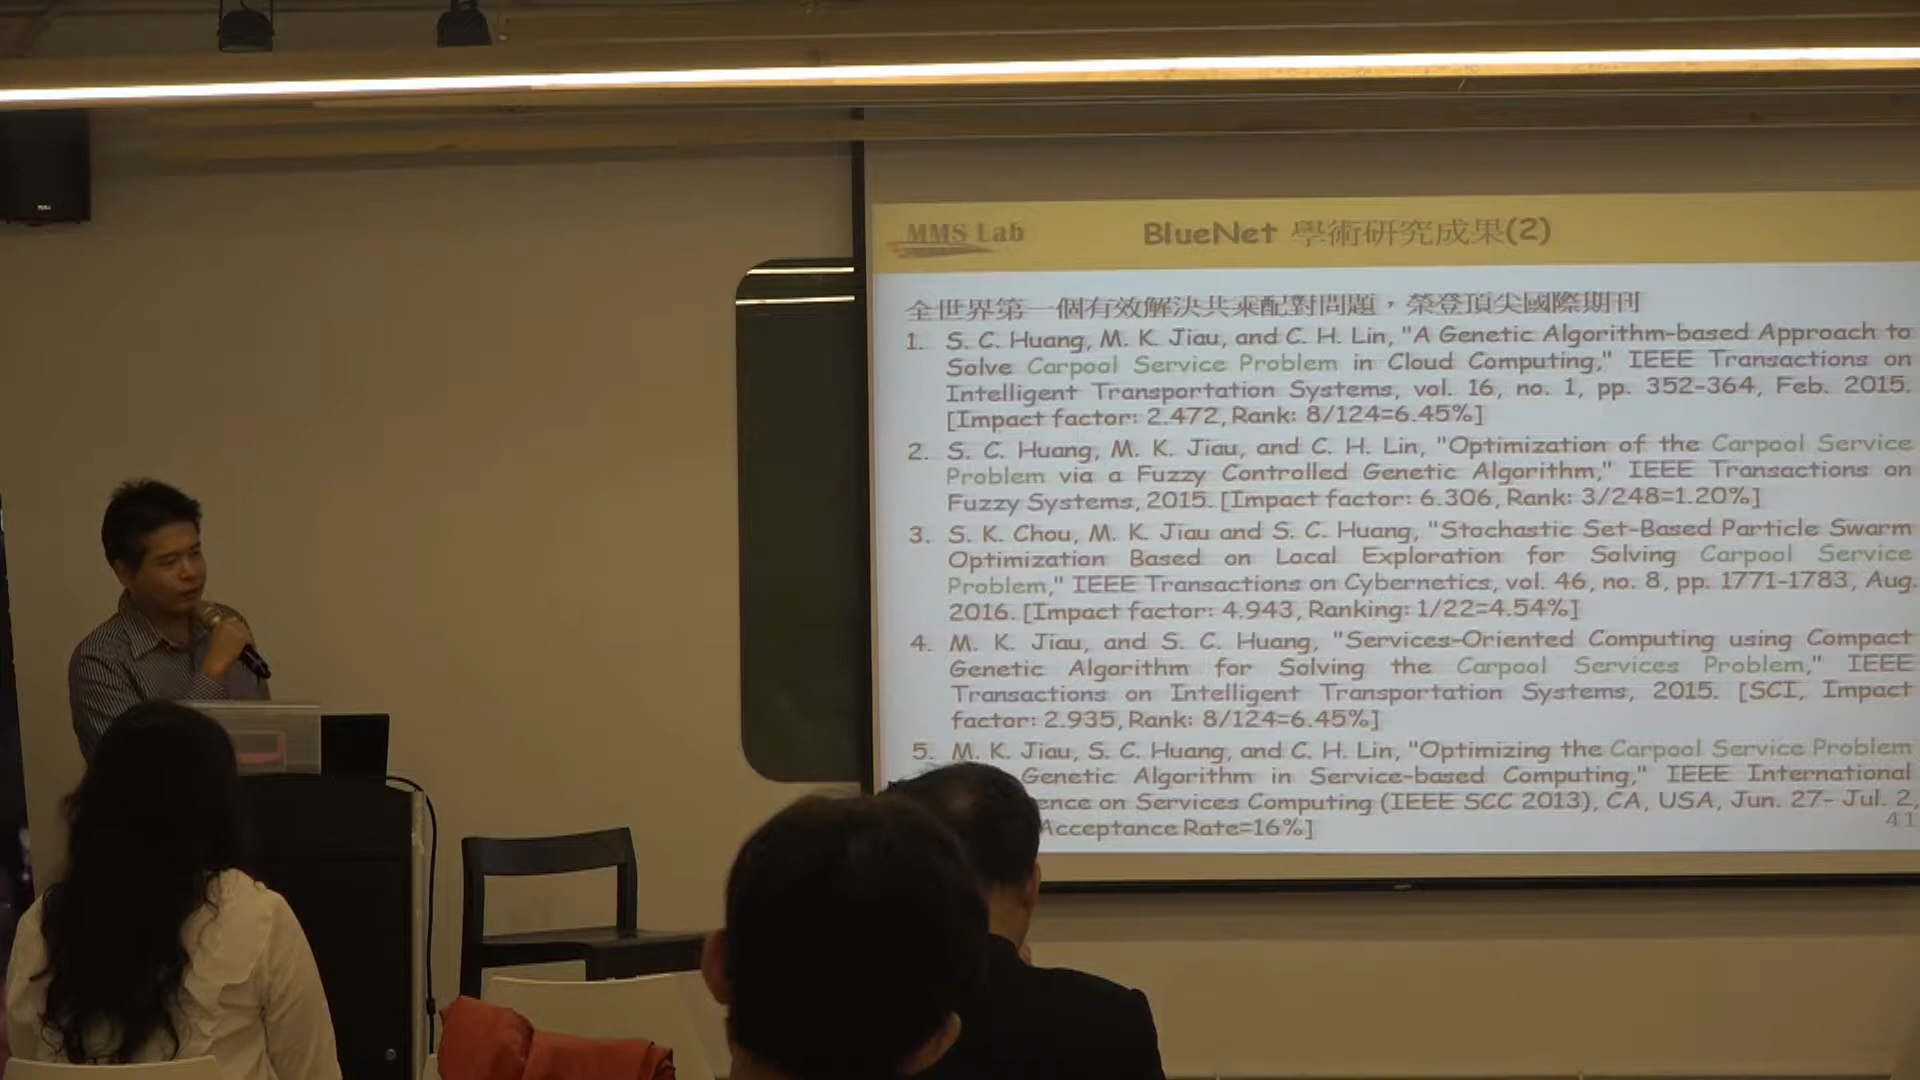 MMS Lab
BlueNet 學術研究成果(2)
全世界第一個有效解決共乘配對問題，榮登頂尖國際期刊
1. S. C. Huang, M. K. Jiau, and C. H. Lin, "A Genetic Algorithm-based Approach to
Solve Carpool Service Problem in Cloud Computing," IEEE Transactions on
Intelligent Transportation Systems, vol. 16, no. 1, pp. 352-364, Feb. 2015.
[Impact factor: 2.472, Rank: 8/124=6.45%]
2. S. C. Huang, M. K. Jiau, and C. H. Lin, "Optimization of the Carpool Service
Problem via a Fuzzy Controlled Genetic Algorithm," IEEE Transactions on
Fuzzy Systems, 2015. [Impact factor: 6.306, Rank: 3/248=1.20%]
3. S. K. Chou, M. K. Jiau and S. C. Huang, "Stochastic Set-Based Particle Swarm
Optimization Based on Local Exploration for Solving Carpool Service
Problem," IEEE Transactions on Cybernetics, vol. 46, no. 8, pp. 1771-1783, Aug.
2016. [Impact factor: 4.943, Ranking: 1/22=4.54%]
4. M. K. Jiau, and S. C. Huang, "Services-Oriented Computing using Compact
Genetic Algorithm for Solving the Carpool Services Problem," IEEE
Transactions on Intelligent Transportation Systems, 2015. [SCI, Impact
factor: 2.935, Rank: 8/124=6.45%]
5. M. K. Jiau, S. C. Huang, and C. H. Lin, "Optimizing the Carpool Service Problem
Genetic Algorithm in Service-based Computing," IEEE International
ence on Services Computing (IEEE SCC 2013), CA, USA, Jun. 27- Jul. 2,
Acceptance Rate=16%]
41